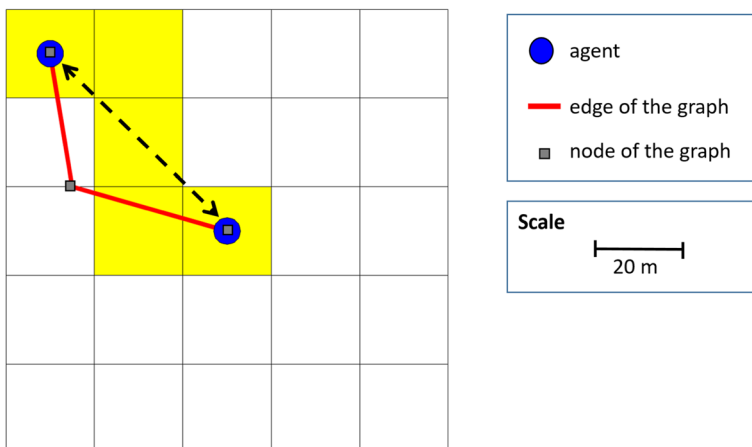 agent
edge of the graph
node of the graph
Scale
20 m